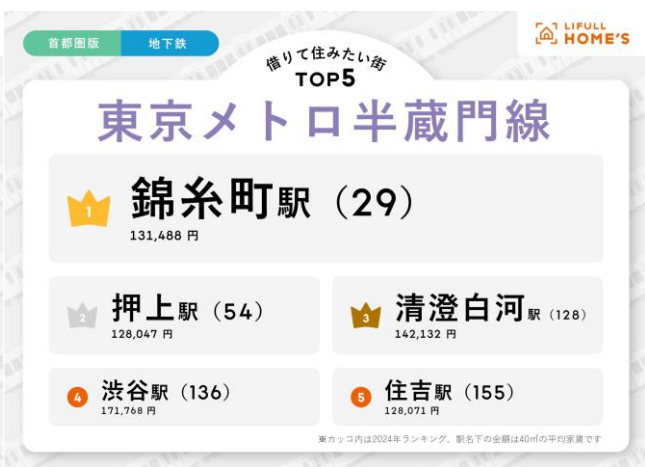 首都圏版
地下鉄
LIFULL
HOME'S
借りて住みたい街
TOP5
東京メトロ半蔵門線
1
錦糸町駅（29）
131,488 円
2
押上駅（54）
128,047 円
3
清澄白河駅（128）
142,132 円
4
渋谷駅（136）
171,768 円
5
住吉駅（155）
128,071 円
※カッコ内は2024年ランキング、駅名下の金額は40㎡の平均家賃です